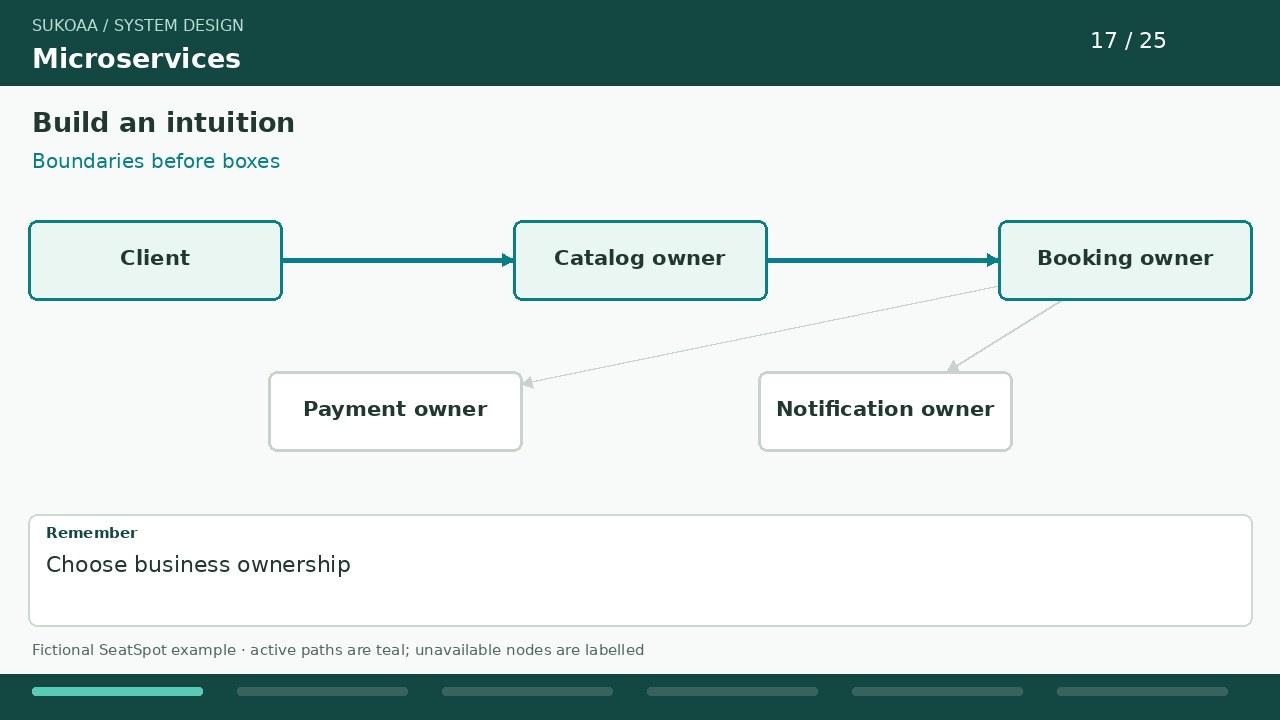 SUKOAA / SYSTEM DESIGN
Microservices
17 / 25
Build an intuition
Boundaries before boxes
Client
Catalog owner
Booking owner
Payment owner
Notification owner
Remember
Choose business ownership
Fictional SeatSpot example · active paths are teal; unavailable nodes are labelled